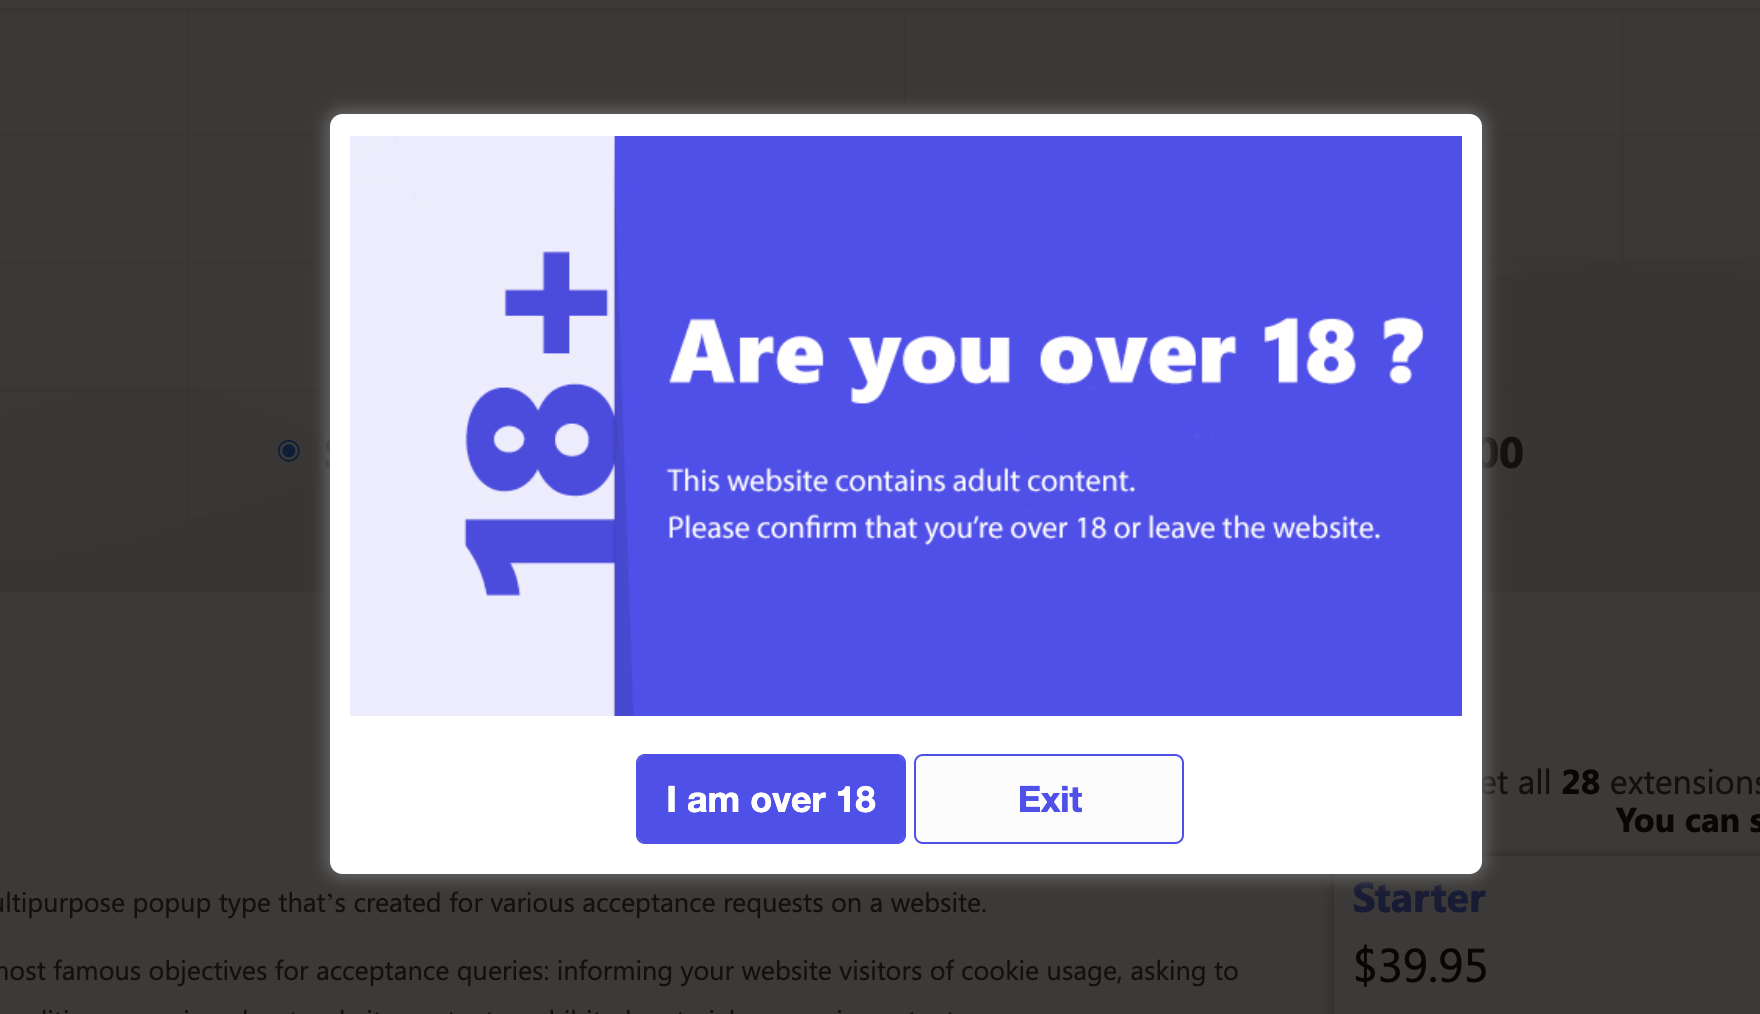 18+
Are you over 18 ?
This website contains adult content.
Please confirm that you're over 18 or leave the website.
I am over 18
Exit
00
all 28 extensions
You can
popup type that's created for various acceptance requests on a website.
famous objectives for acceptance queries: informing your website visitors of cookie usage, asking to
Starter
$39.95